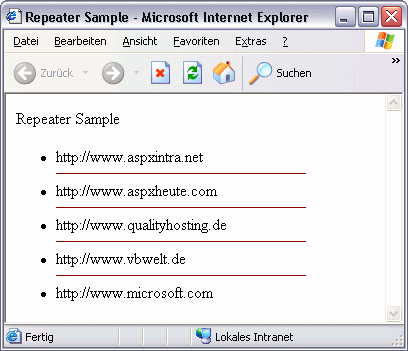 Repeater Sample - Microsoft Internet Explorer
Datei Bearbeiten Ansicht Favoriten Extras ?
Zurück Suchen »
Repeater Sample
• http://www.aspxintra.net
• http://www.aspxheute.com
• http://www.qualityhosting.de
• http://www.vbwelt.de
• http://www.microsoft.com
Fertig Lokales Intranet